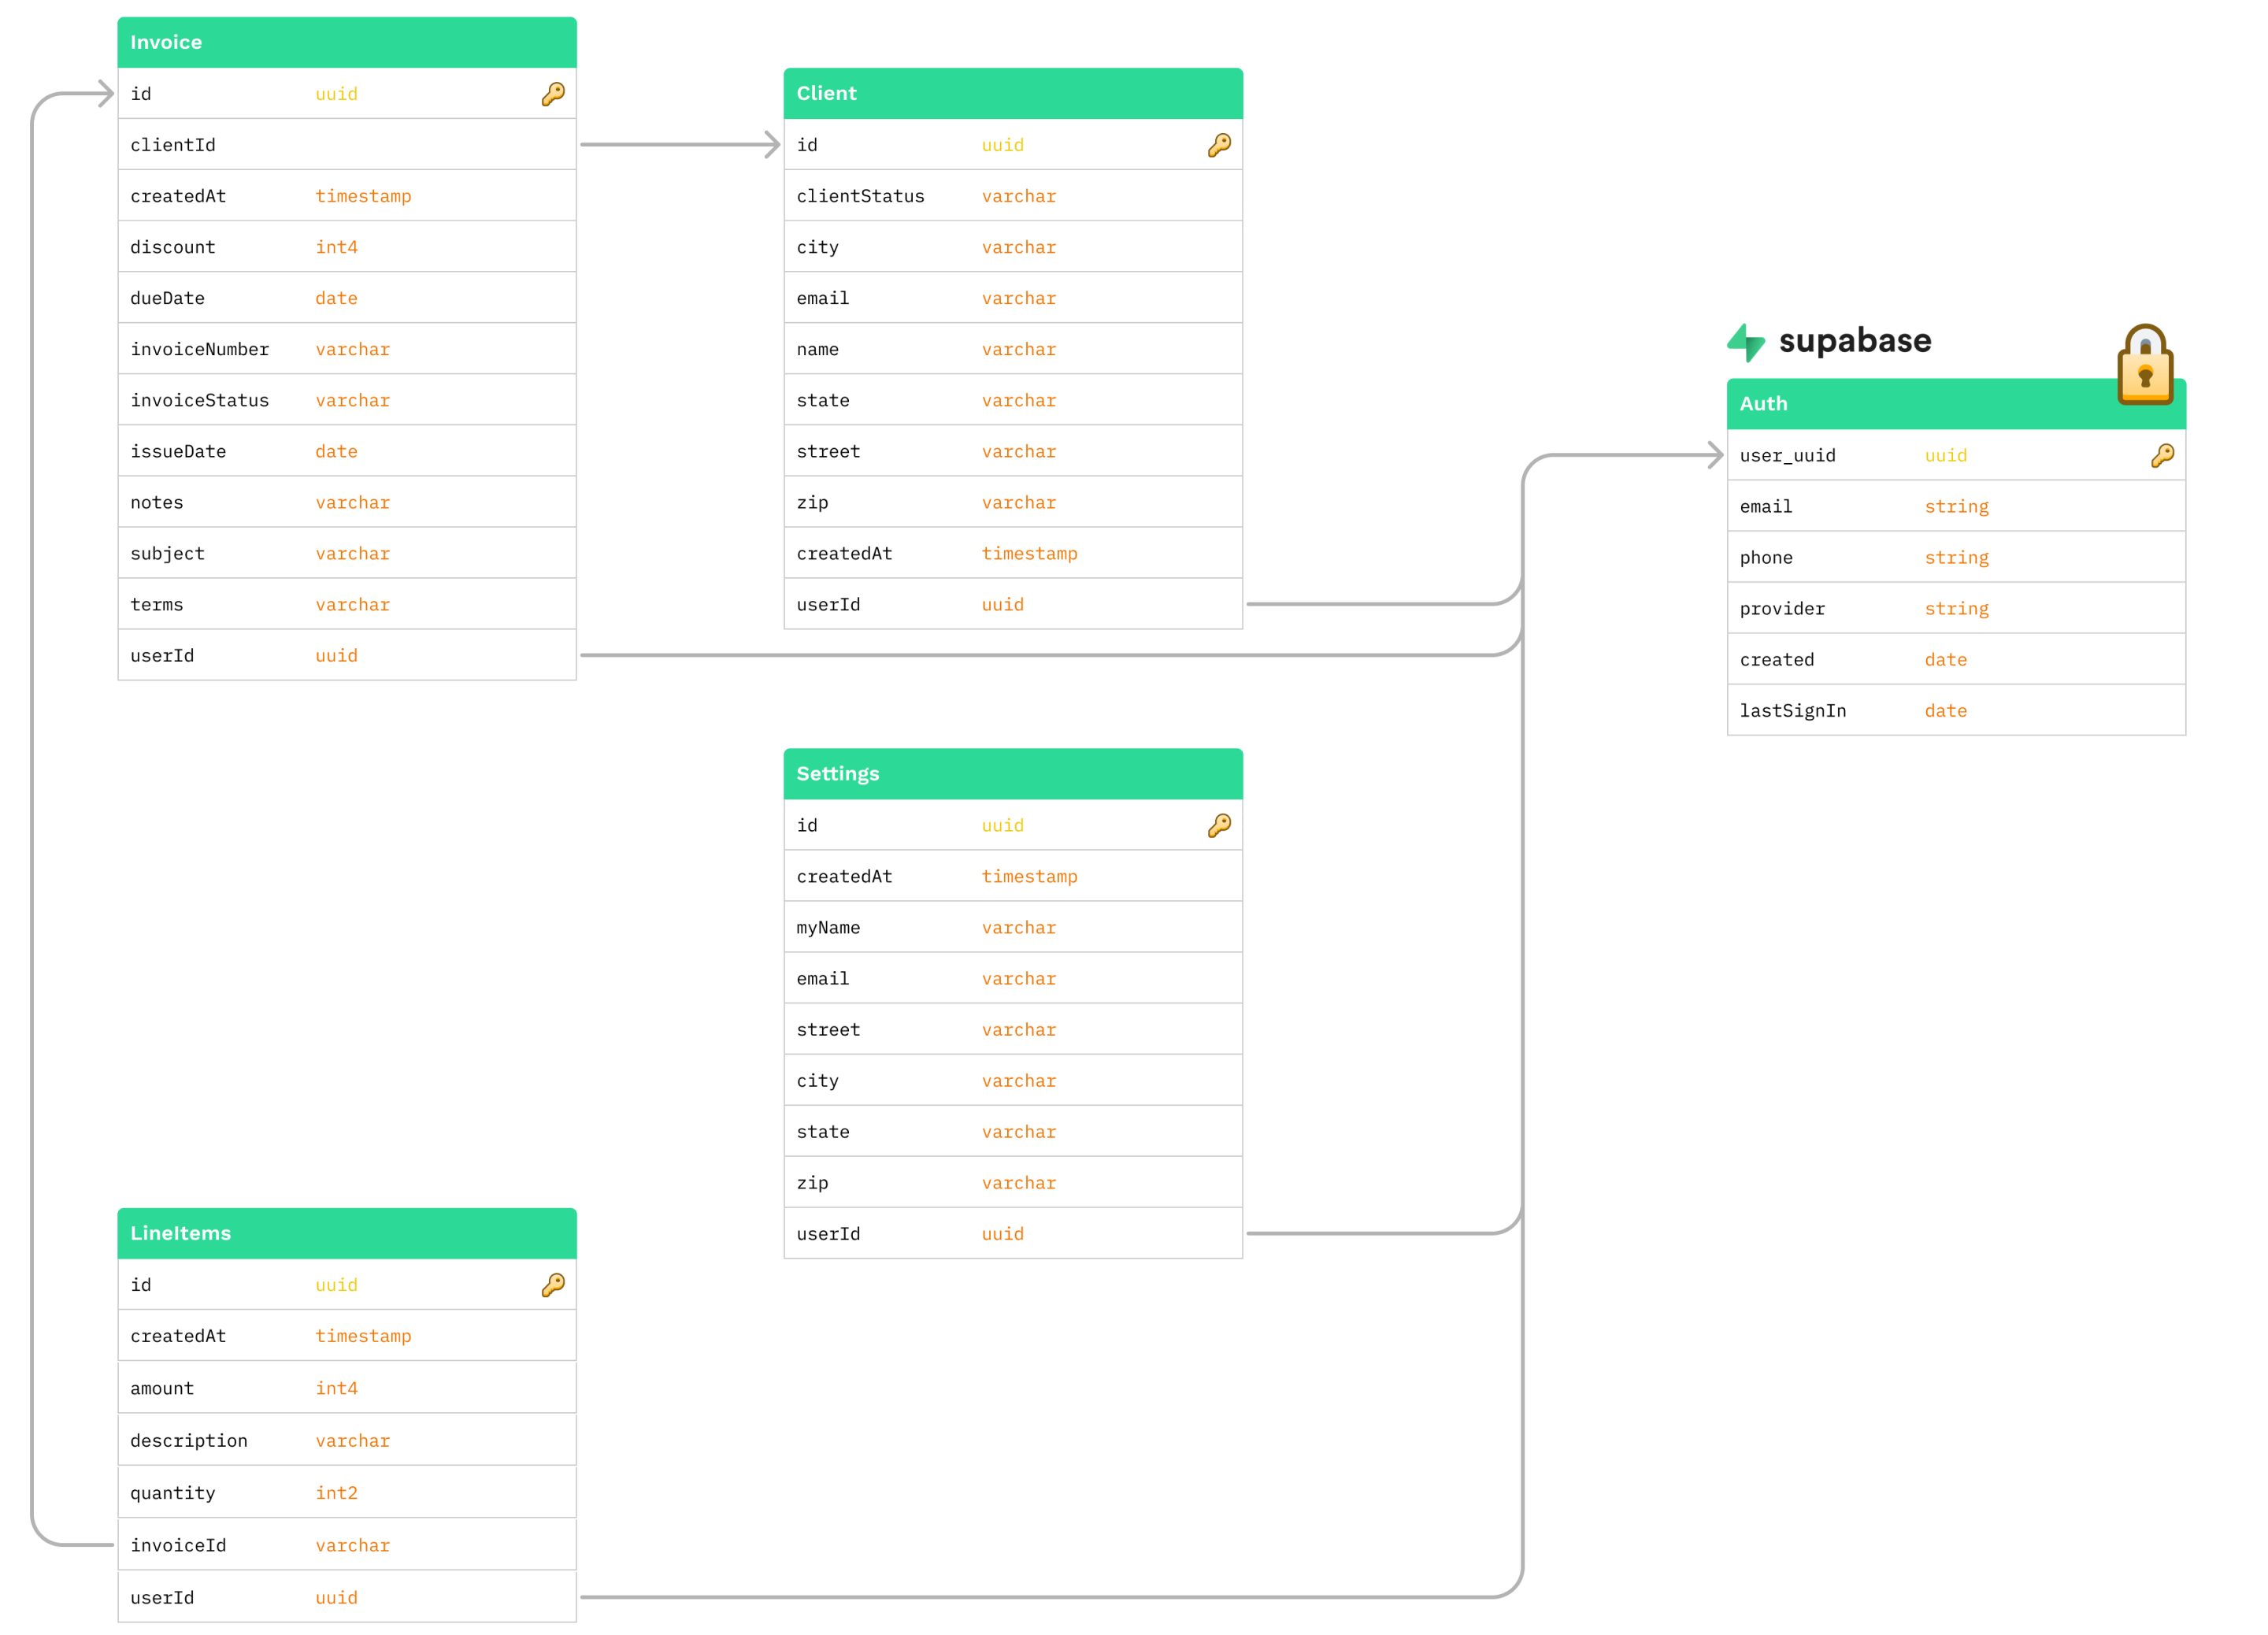 Invoice
id uuid
clientId
createdAt timestamp
discount int4
dueDate date
invoiceNumber varchar
invoiceStatus varchar
issueDate date
notes varchar
subject varchar
terms varchar
userId uuid
Client
id uuid
clientStatus varchar
city varchar
email varchar
name varchar
state varchar
street varchar
zip varchar
createdAt timestamp
userId uuid
supabase
Auth
user_uuid uuid
email string
phone string
provider string
created date
lastSignIn date
Settings
id uuid
createdAt timestamp
myName varchar
email varchar
street varchar
city varchar
state varchar
zip varchar
userId uuid
LineItems
id uuid
createdAt timestamp
amount int4
description varchar
quantity int2
invoiceId varchar
userId uuid